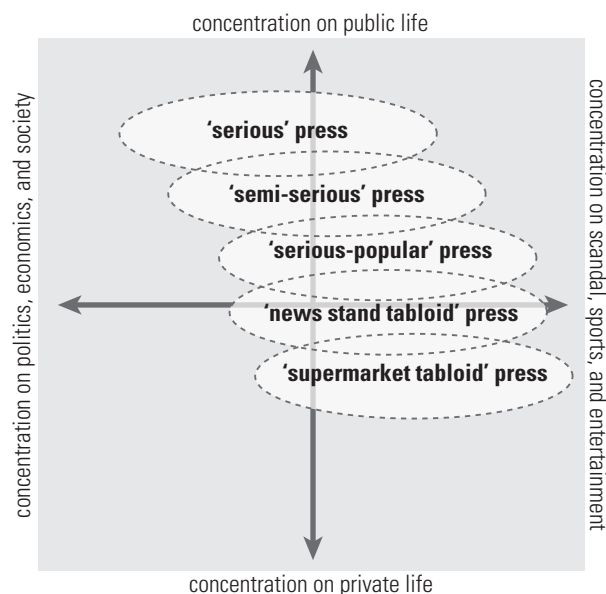 concentration on public life
concentration on politics, economics, and society
concentration on scandal, sports, and entertainment
‘serious’ press
‘semi-serious’ press
‘serious-popular’ press
‘news stand tabloid’ press
‘supermarket tabloid’ press
concentration on private life